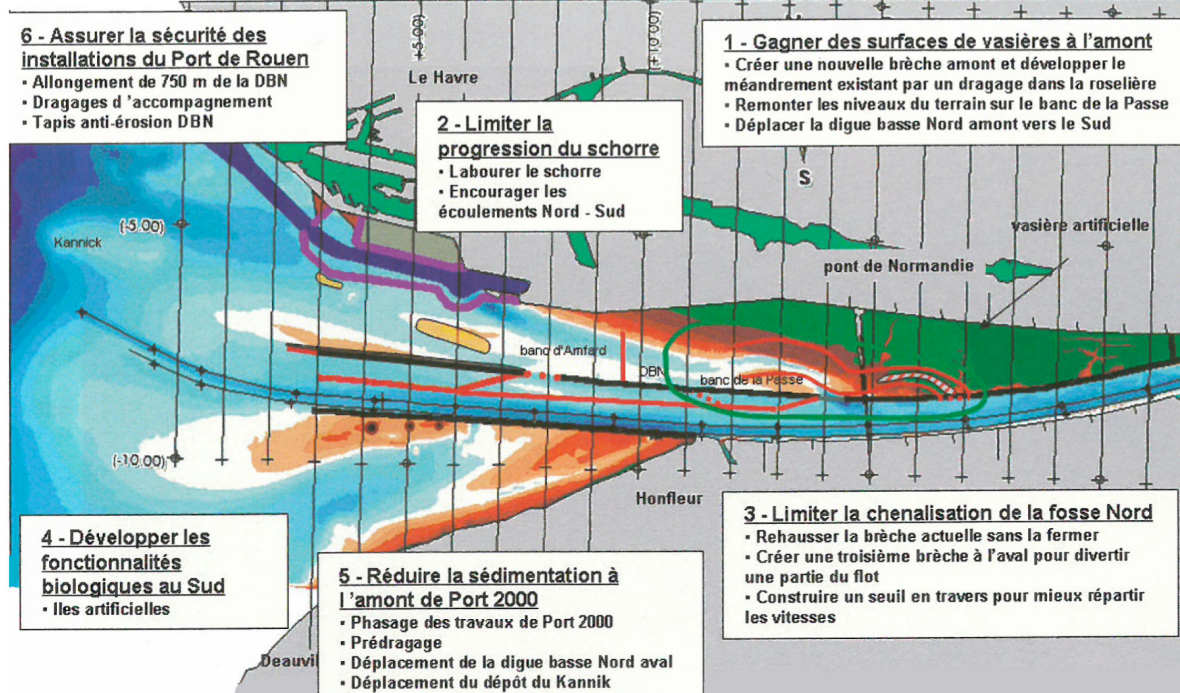 6 - Assurer la sécurité des
installations du Port de Rouen
▪ Allongement de 750 m de la DBN
▪ Dragages d 'accompagnement
▪ Tapis anti-érosion DBN
+5.00
Le Havre
(+10.00)
1 - Gagner des surfaces de vasières à l'amont
▪ Créer une nouvelle brèche amont et développer le
méandrement existant par un dragage dans la roselière
▪ Remonter les niveaux du terrain sur le banc de la Passe
▪ Déplacer la digue basse Nord amont vers le Sud
2 - Limiter la
progression du schorre
▪ Labourer le schorre
▪ Encourager les
écoulements Nord - Sud
S
(-5.00)
Kannick
vasière artificielle
pont de Normandie
banc d'Amfard
DBN
banc de la Passe
(-10.00)
Honfleur
4 - Développer les
fonctionnalités
biologiques au Sud
▪ Iles artificielles
5 - Réduire la sédimentation à
l 'amont de Port 2000
▪ Phasage des travaux de Port 2000
▪ Prédragage
▪ Déplacement de la digue basse Nord aval
▪ Déplacement du dépôt du Kannik
3 - Limiter la chenalisation de la fosse Nord
▪ Rehausser la brèche actuelle sans la fermer
▪ Créer une troisième brèche à l'aval pour divertir
une partie du flot
▪ Construire un seuil en travers pour mieux répartir
les vitesses
Deauvil